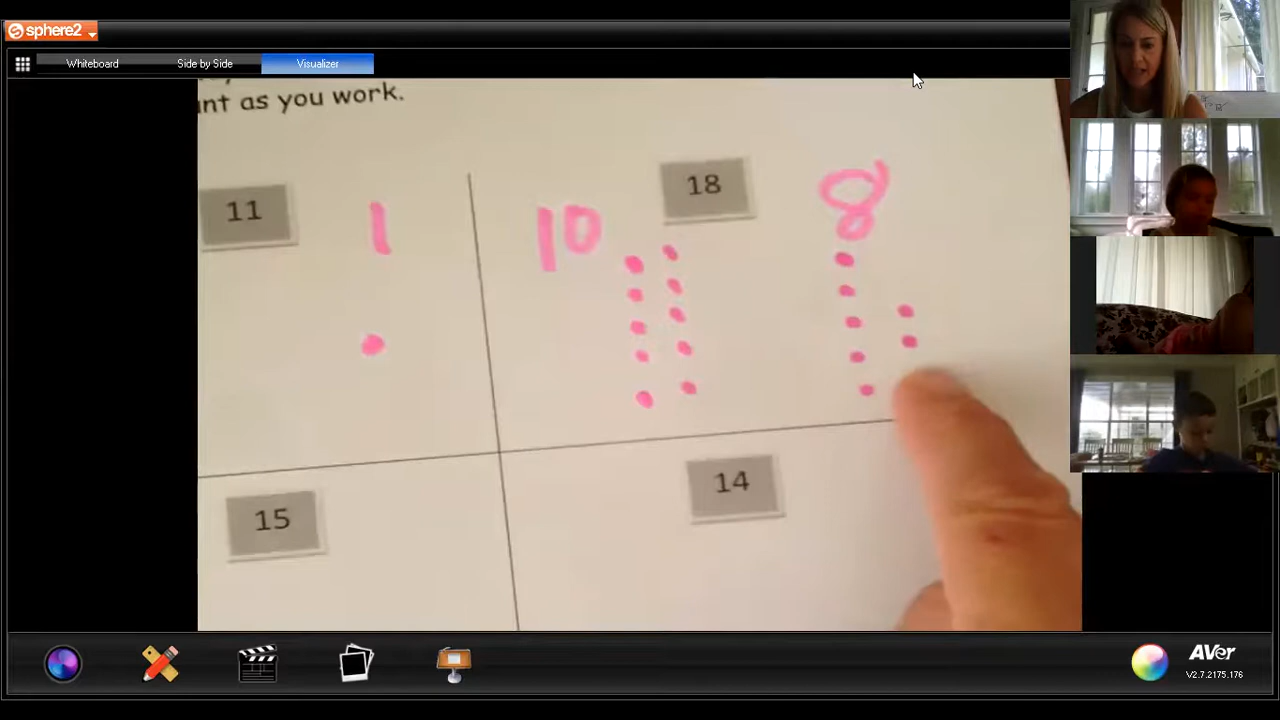 sphere2
Whiteboard Side by Side Visualizer
as you work.
11 1 10 18 8
15 14
AVer
V2.7.2175.176